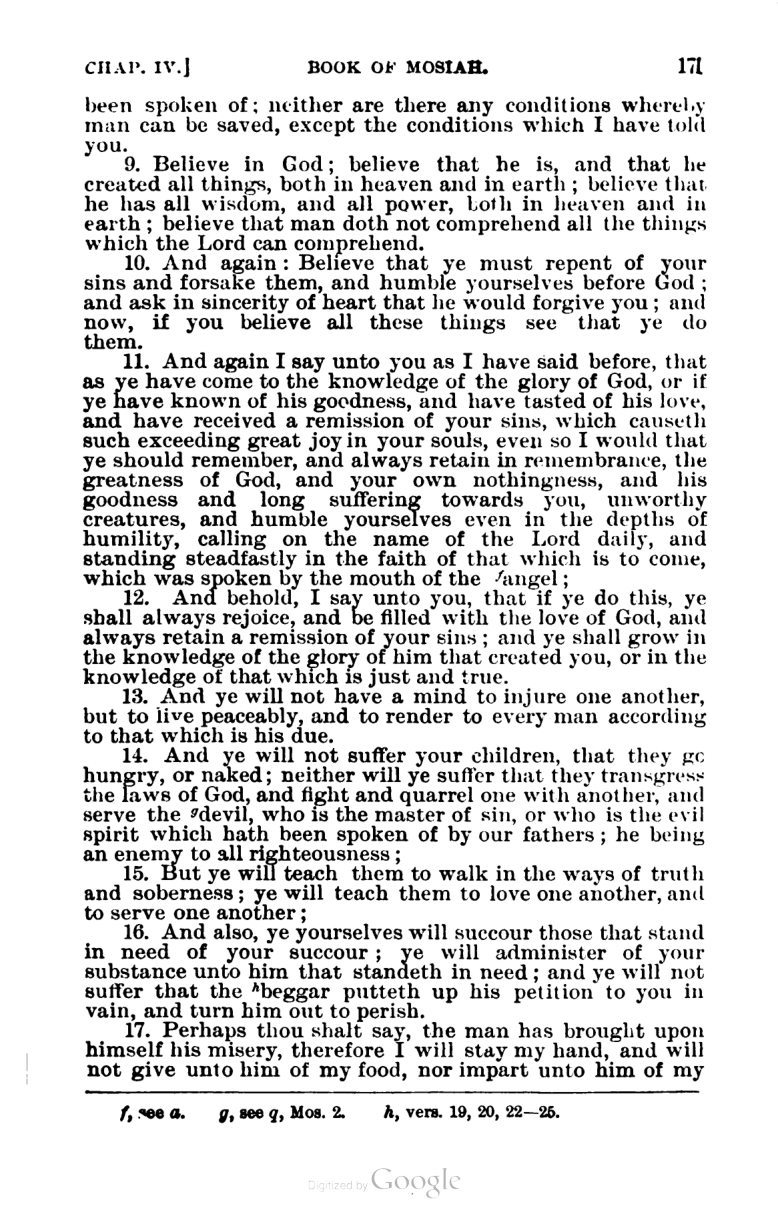 CHAP. IV.] BOOK OF MOSIAH. 171
been spoken of; neither are there any conditions whereby
man can be saved, except the conditions which I have told
you.
9. Believe in God; believe that he is, and that he
created all things, both in heaven and in earth; believe that
he has all wisdom, and all power, both in heaven and in
earth; believe that man doth not comprehend all the things
which the Lord can comprehend.
10. And again: Believe that ye must repent of your
sins and forsake them, and humble yourselves before God;
and ask in sincerity of heart that he would forgive you; and
now, if you believe all these things see that ye do
them.
11. And again I say unto you as I have said before, that
as ye have come to the knowledge of the glory of God, or if
ye have known of his goodness, and have tasted of his love,
and have received a remission of your sins, which causeth
such exceeding great joy in your souls, even so I would that
ye should remember, and always retain in remembrance, the
greatness of God, and your own nothingness, and his
goodness and long suffering towards you, unworthy
creatures, and humble yourselves even in the depths of
humility, calling on the name of the Lord daily, and
standing steadfastly in the faith of that which is to come,
which was spoken by the mouth of the fangel;
12. And behold, I say unto you, that if ye do this, ye
shall always rejoice, and be filled with the love of God, and
always retain a remission of your sins; and ye shall grow in
the knowledge of the glory of him that created you, or in the
knowledge of that which is just and true.
13. And ye will not have a mind to injure one another,
but to live peaceably, and to render to every man according
to that which is his due.
14. And ye will not suffer your children, that they go
hungry, or naked; neither will ye suffer that they transgress
the laws of God, and fight and quarrel one with another, and
serve the gdevil, who is the master of sin, or who is the evil
spirit which hath been spoken of by our fathers; he being
an enemy to all righteousness;
15. But ye will teach them to walk in the ways of truth
and soberness; ye will teach them to love one another, and
to serve one another;
16. And also, ye yourselves will succour those that stand
in need of your succour; ye will administer of your
substance unto him that standeth in need; and ye will not
suffer that the hbeggar putteth up his petition to you in
vain, and turn him out to perish.
17. Perhaps thou shalt say, the man has brought upon
himself his misery, therefore I will stay my hand, and will
not give unto him of my food, nor impart unto him of my
f, see a. g, see q, Mos. 2. h, vers. 19, 20, 22—25.
Digitized by Google